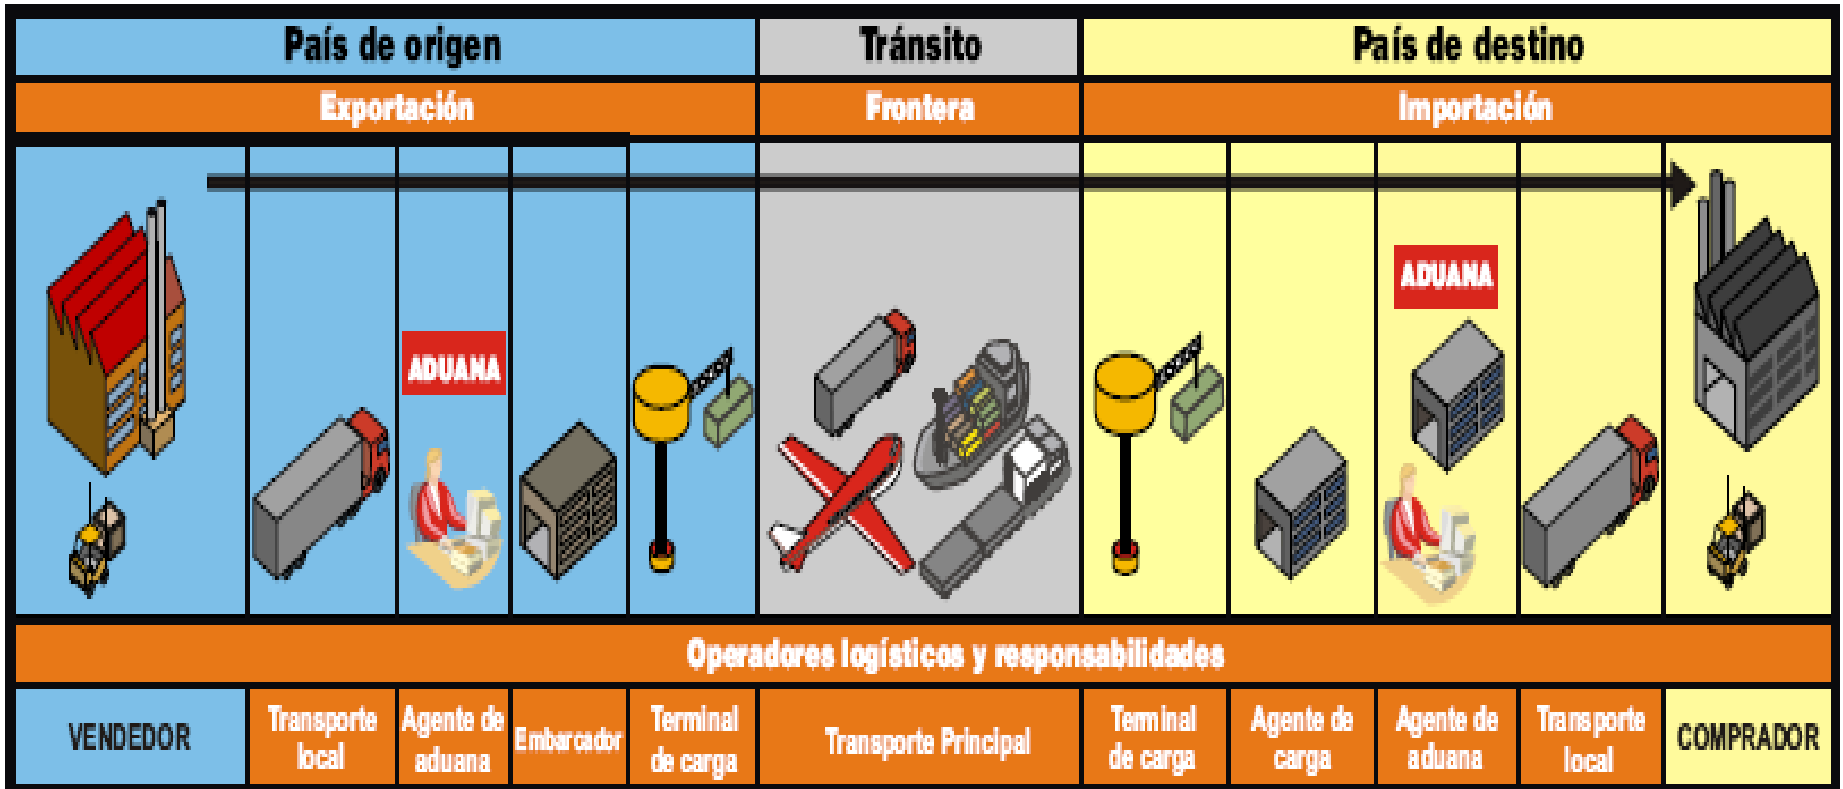 País de origen
Tránsito
País de destino
Exportación
Frontera
Importación
ADUANA
ADUANA
Operadores logísticos y responsabilidades
VENDEDOR
Transporte
local
Agente de
aduana
Embarcador
Terminal
de carga
Transporte Principal
Terminal
de carga
Agente de
carga
Agente de
aduana
Transporte
local
COMPRADOR